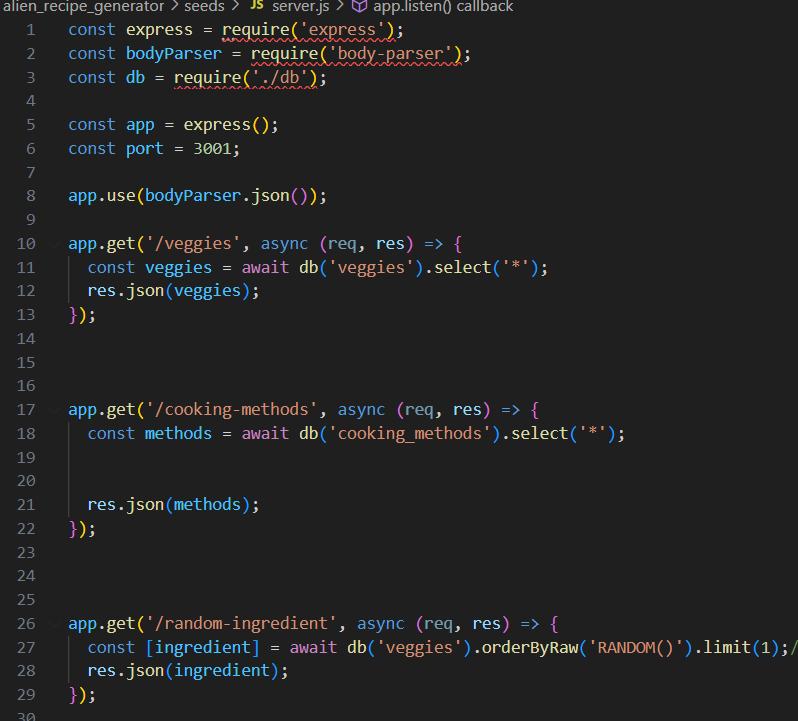 alien_recipe_generator > seeds > JS server.js > app.listen() callback
1 const express = require('express');
2 const bodyParser = require('body-parser');
3 const db = require('./db');
4
5 const app = express();
6 const port = 3001;
7
8 app.use(bodyParser.json());
9
10 app.get('/veggies', async (req, res) => {
11   const veggies = await db('veggies').select('*');
12   res.json(veggies);
13 });
14
15
16
17 app.get('/cooking-methods', async (req, res) => {
18   const methods = await db('cooking_methods').select('*');
19
20
21   res.json(methods);
22 });
23
24
25
26 app.get('/random-ingredient', async (req, res) => {
27   const [ingredient] = await db('veggies').orderByRaw('RANDOM()').limit(1);/
28   res.json(ingredient);
29 });
30